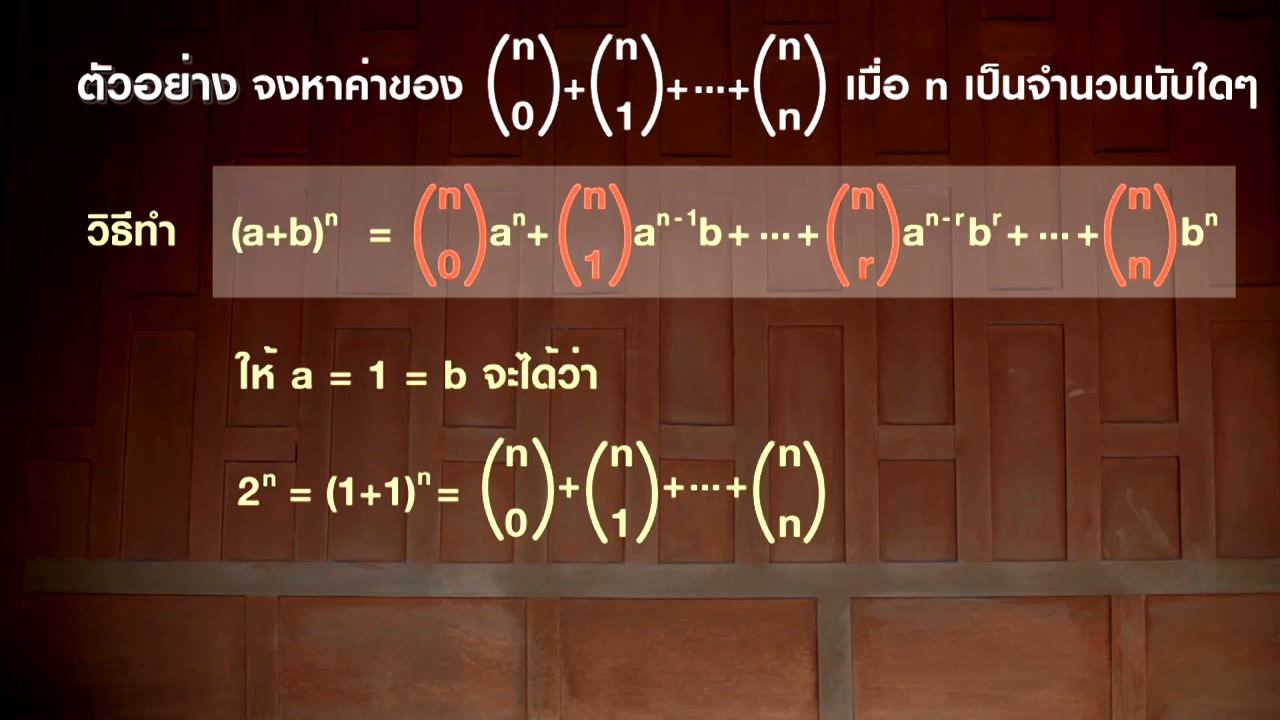 ตัวอย่าง จงหาค่าของ (n 0) + (n 1) + ... + (n n) เมื่อ n เป็นจำนวนนับใดๆ
วิธีทำ (a+b)ⁿ = (n 0) aⁿ + (n 1) aⁿ⁻¹b + ... + (n r) aⁿ⁻ʳbʳ + ... + (n n) bⁿ
ให้ a = 1 = b จะได้ว่า
2ⁿ = (1+1)ⁿ = (n 0) + (n 1) + ... + (n n)